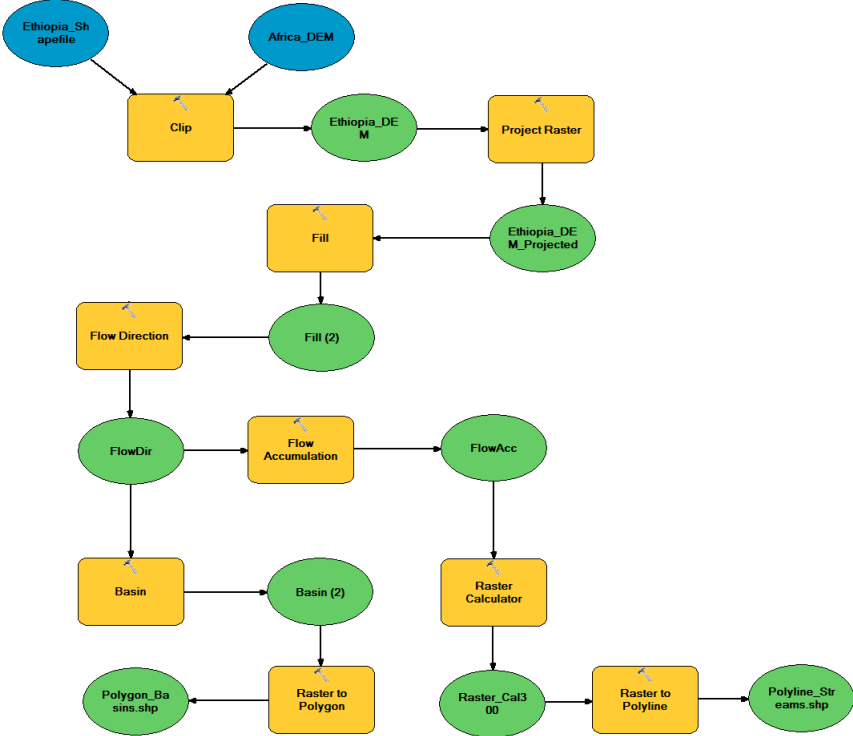 Ethiopia_Sh
apefile
Africa_DEM
Clip
Ethiopia_DE
M
Project Raster
Fill
Ethiopia_DE
M_Projected
Flow Direction
Fill (2)
FlowDir
Flow
Accumulation
FlowAcc
Basin
Basin (2)
Raster
Calculator
Polygon_Ba
sins.shp
Raster to
Polygon
Raster_Cal3
00
Raster to
Polyline
Polyline_Str
eams.shp